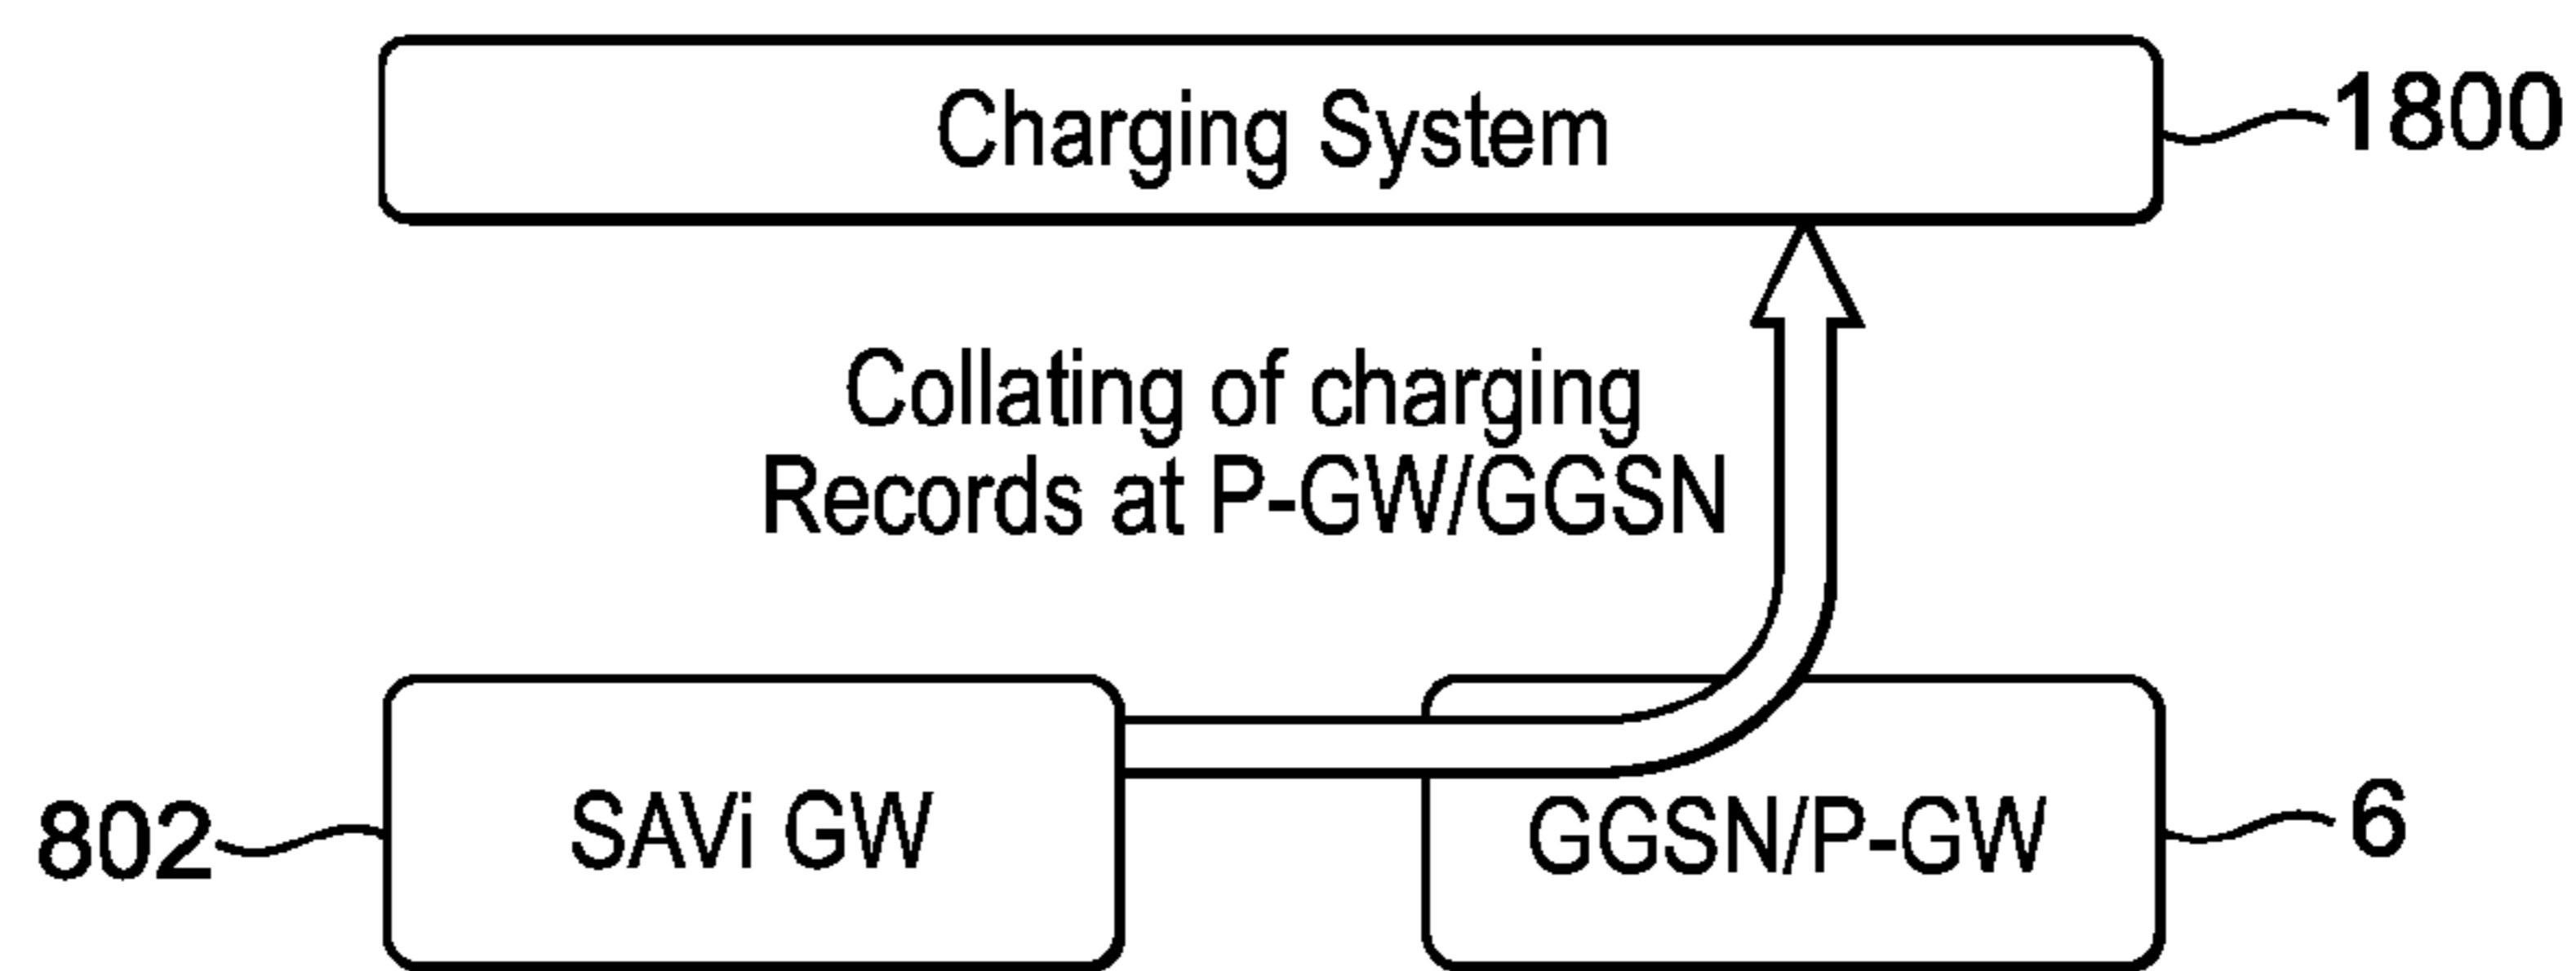 Charging System
1800
Collating of charging
Records at P-GW/GGSN
802
SAVi GW
GGSN/P-GW
6